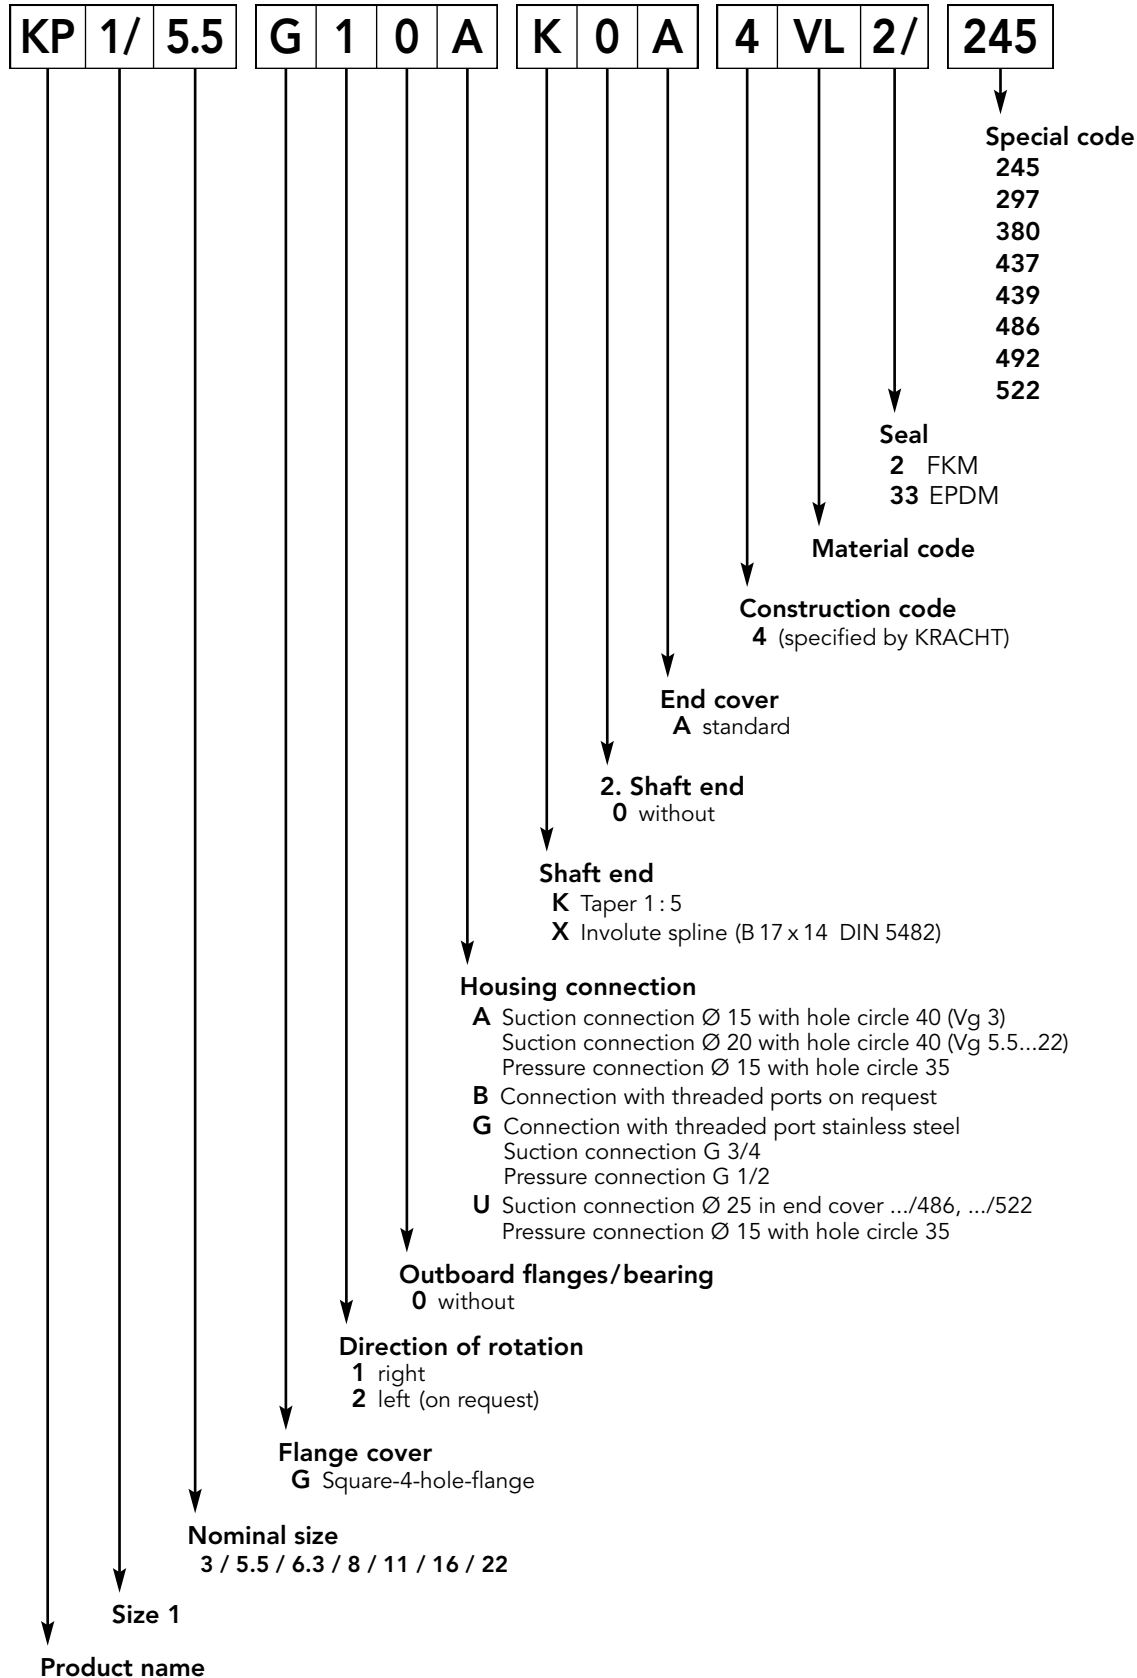 KP 1/ 5.5 G 1 0 A K 0 A 4 VL 2/ 245
Special code
245
297
380
437
439
486
492
522
Seal
2 FKM
33 EPDM
Material code
Construction code
4 (specified by KRACHT)
End cover
A standard
2. Shaft end
0 without
Shaft end
K Taper 1 : 5
X Involute spline (B 17 x 14 DIN 5482)
Housing connection
A Suction connection Ø 15 with hole circle 40 (Vg 3)
Suction connection Ø 20 with hole circle 40 (Vg 5.5...22)
Pressure connection Ø 15 with hole circle 35
B Connection with threaded ports on request
G Connection with threaded port stainless steel
Suction connection G 3/4
Pressure connection G 1/2
U Suction connection Ø 25 in end cover .../486, .../522
Pressure connection Ø 15 with hole circle 35
Outboard flanges/bearing
0 without
Direction of rotation
1 right
2 left (on request)
Flange cover
G Square-4-hole-flange
Nominal size
3 / 5.5 / 6.3 / 8 / 11 / 16 / 22
Size 1
Product name